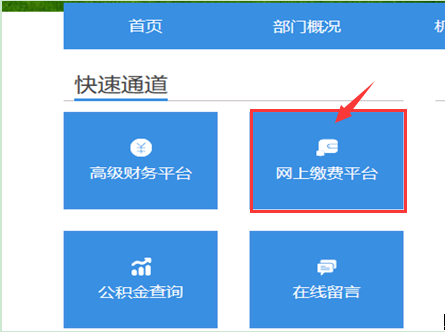 首页 部门概况
快速通道
高级财务平台 网上缴费平台
公积金查询 在线留言